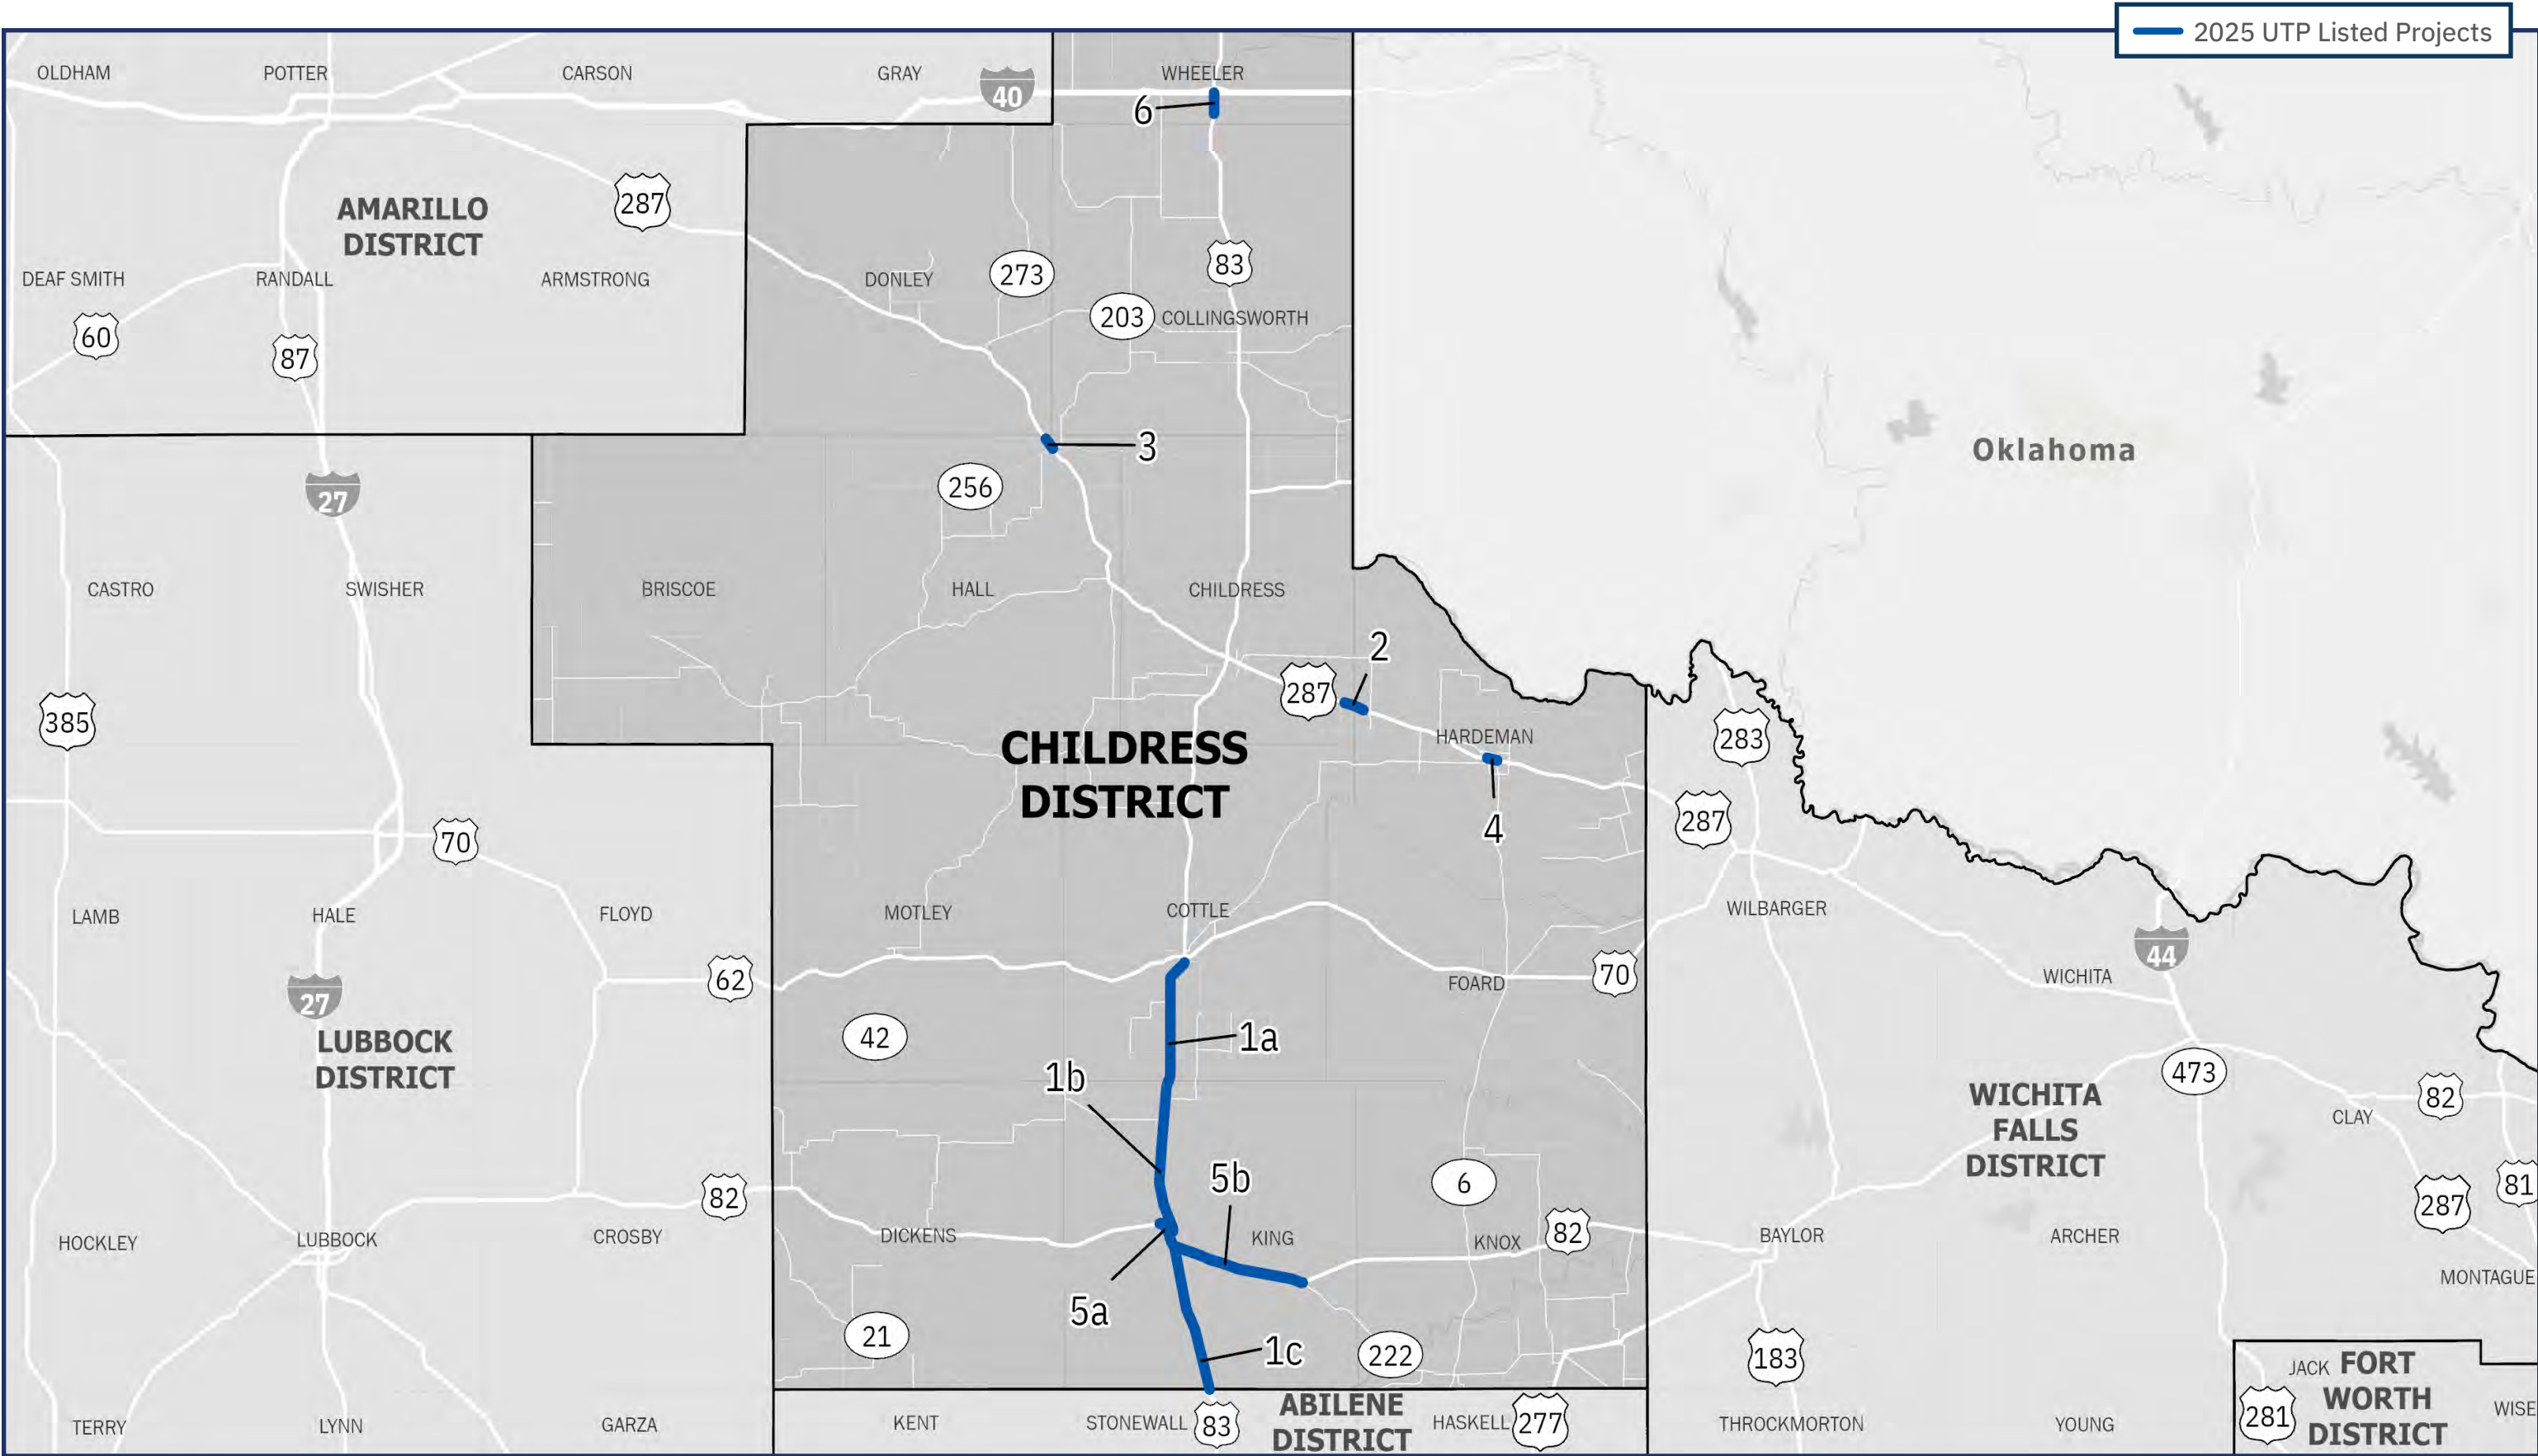 2025 UTP Listed Projects
OLDHAM
POTTER
CARSON
GRAY
40
WHEELER
6
287
AMARILLO
DISTRICT
DEAF SMITH
RANDALL
ARMSTRONG
DONLEY
273
83
203
COLLINGSWORTH
60
87
3
Oklahoma
256
27
CASTRO
SWISHER
BRISCOE
HALL
CHILDRESS
2
287
385
CHILDRESS
DISTRICT
HARDEMAN
283
4
287
70
LAMB
HALE
FLOYD
MOTLEY
COTTLE
WILBARGER
44
62
FOARD
70
WICHITA
27
42
1a
LUBBOCK
DISTRICT
1b
473
WICHITA
FALLS
DISTRICT
82
CLAY
5b
6
82
81
287
HOCKLEY
LUBBOCK
CROSBY
DICKENS
KING
KNOX
82
BAYLOR
ARCHER
MONTAGUE
5a
21
1c
222
183
JACK
FORT
WORTH
DISTRICT
281
WISE
TERRY
LYNN
GARZA
KENT
STONEWALL
83
ABILENE
DISTRICT
HASKELL
277
THROCKMORTON
YOUNG